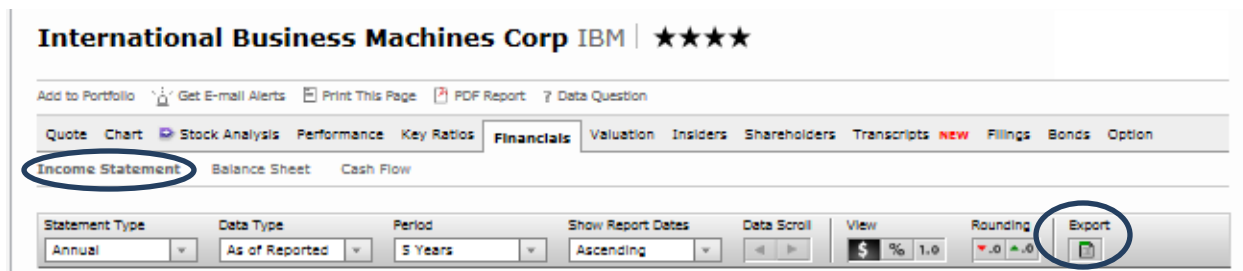 International Business Machines Corp IBM ★★★★
Add to Portfolio Get E-mail Alerts Print This Page PDF Report ? Data Question
Quote Chart Stock Analysis Performance Key Ratios Financials Valuation Insiders Shareholders Transcripts NEW Filings Bonds Option
Income Statement Balance Sheet Cash Flow
Statement Type Data Type Period Show Report Dates Data Scroll View Rounding Export
Annual As of Reported 5 Years Ascending $ % 1.0 .0 .0